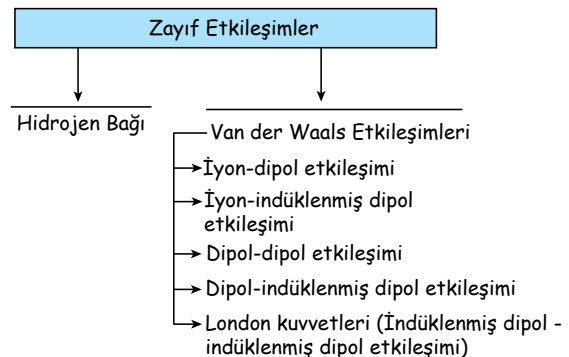 Zayıf Etkileşimler
Hidrojen Bağı
Van der Waals Etkileşimleri
İyon-dipol etkileşimi
İyon-indüklenmiş dipol
etkileşimi
Dipol-dipol etkileşimi
Dipol-indüklenmiş dipol etkileşimi
London kuvvetleri (İndüklenmiş dipol -
indüklenmiş dipol etkileşimi)